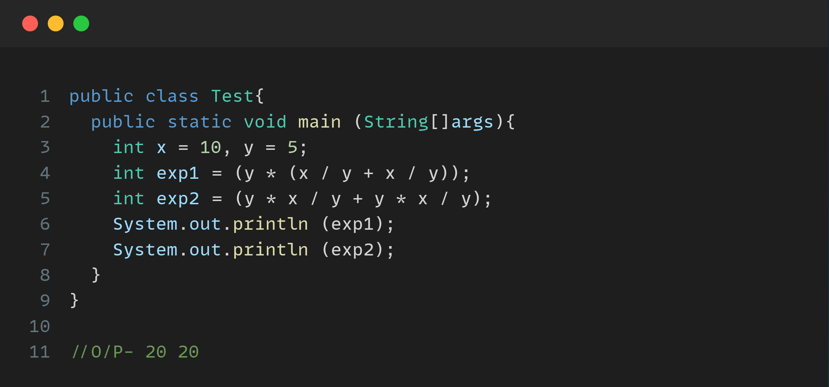 1 public class Test{
2 public static void main (String[]args){
3 int x = 10, y = 5;
4 int exp1 = (y * (x / y + x / y));
5 int exp2 = (y * x / y + y * x / y);
6 System.out.println (exp1);
7 System.out.println (exp2);
8 }
9 }
10
11 //O/P- 20 20